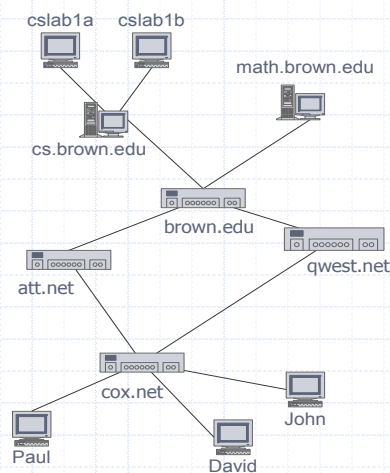 cslab1a
cslab1b
math.brown.edu
cs.brown.edu
brown.edu
qwest.net
att.net
cox.net
John
Paul
David